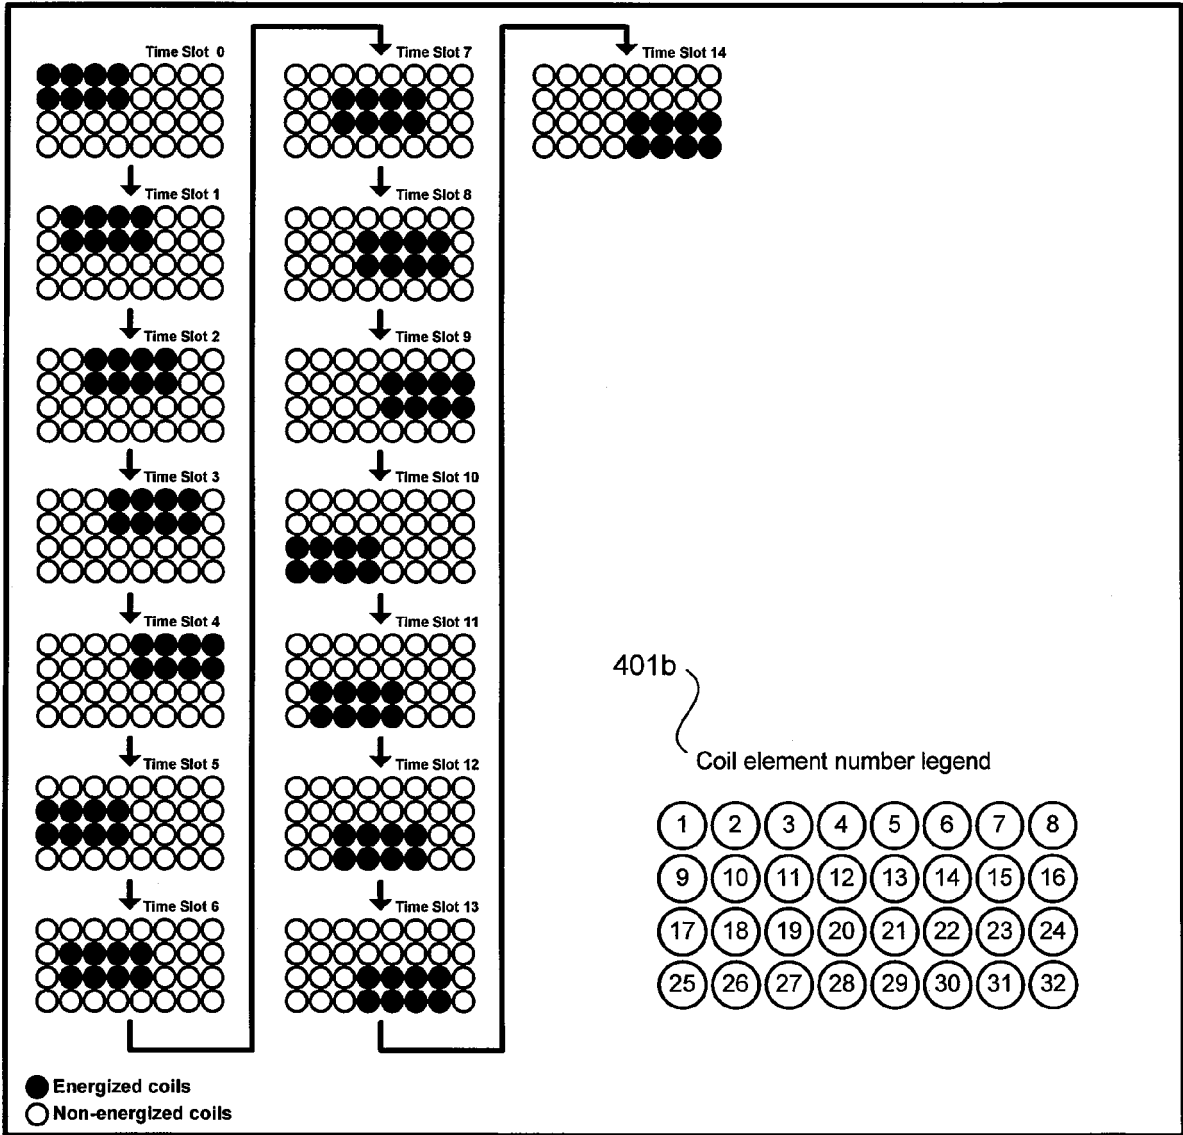 Time Slot 0
Time Slot 1
Time Slot 2
Time Slot 3
Time Slot 4
Time Slot 5
Time Slot 6
Time Slot 7
Time Slot 8
Time Slot 9
Time Slot 10
Time Slot 11
Time Slot 12
Time Slot 13
Time Slot 14
401b
Coil element number legend
1 2 3 4 5 6 7 8
9 10 11 12 13 14 15 16
17 18 19 20 21 22 23 24
25 26 27 28 29 30 31 32
Energized coils
Non-energized coils